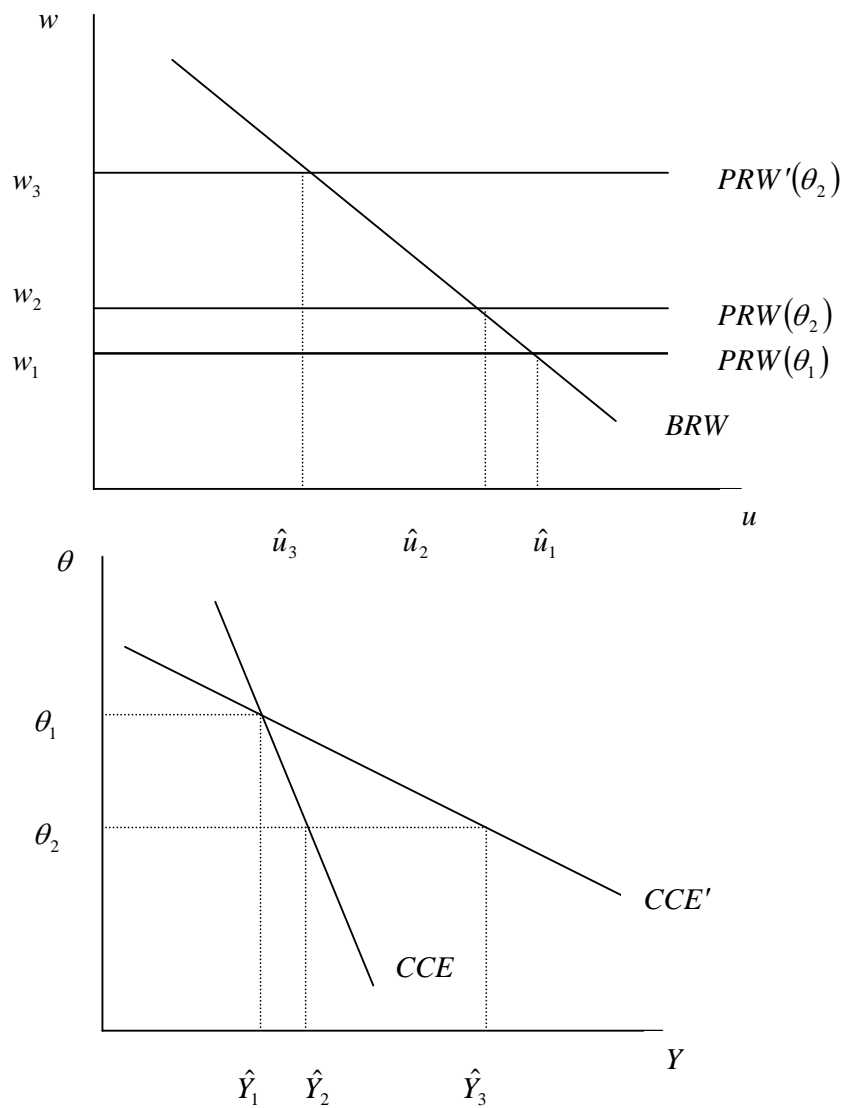 w
w₃ PRW'(θ₂)
w₂ PRW(θ₂)
w₁ PRW(θ₁)
BRW
u
û₃ û₂ û₁
θ
θ₁
θ₂
CCE'
CCE
Y
Ŷ₁ Ŷ₂ Ŷ₃